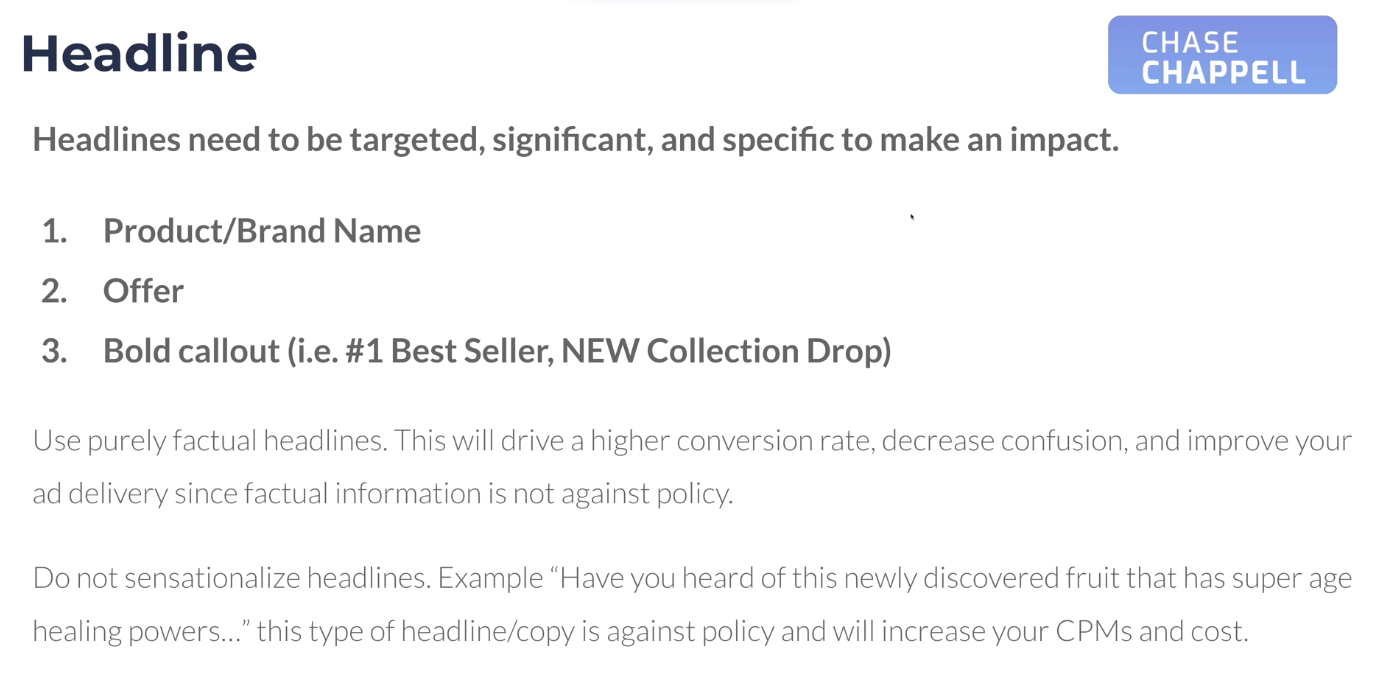 Headline
CHASE
CHAPPELL
Headlines need to be targeted, significant, and specific to make an impact.
1. Product/Brand Name
2. Offer
3. Bold callout (i.e. #1 Best Seller, NEW Collection Drop)
Use purely factual headlines. This will drive a higher conversion rate, decrease confusion, and improve your
ad delivery since factual information is not against policy.
Do not sensationalize headlines. Example “Have you heard of this newly discovered fruit that has super age
healing powers...” this type of headline/copy is against policy and will increase your CPMs and cost.